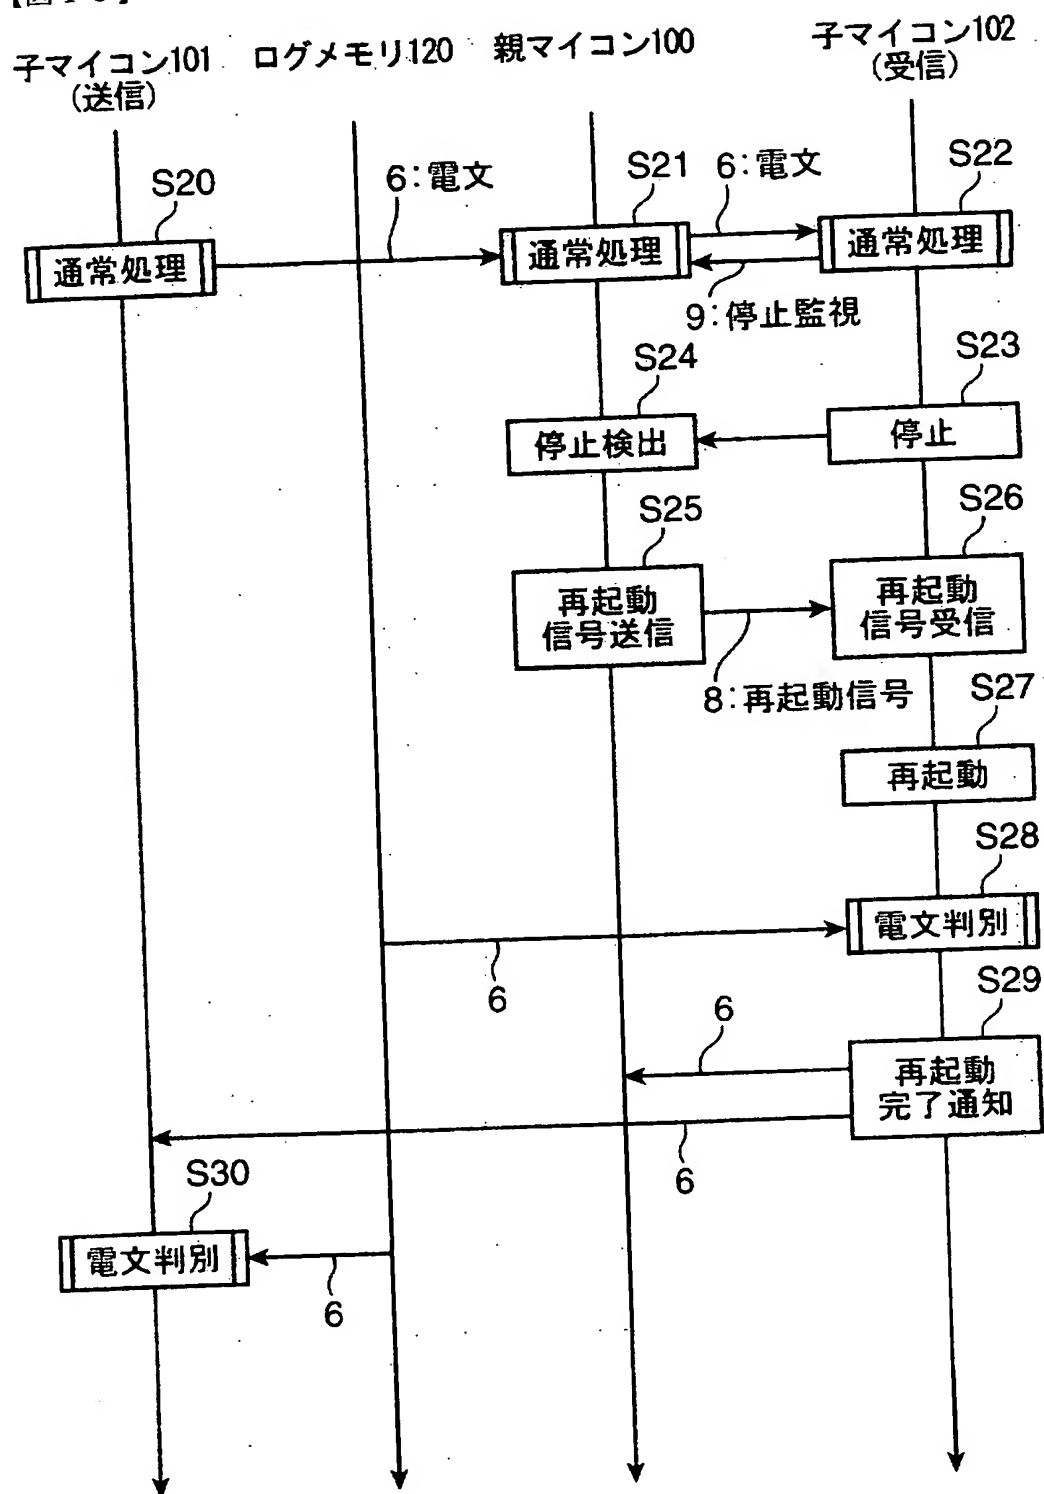 子マイコン101
(送信)
ログメモリ120
親マイコン100
子マイコン102
(受信)
S20
通常処理
6:電文
S21
通常処理
6:電文
S22
通常処理
9:停止監視
S23
停止
S24
停止検出
S25
再起動
信号送信
S26
再起動
信号受信
8:再起動信号
S27
再起動
S28
電文判別
6
S29
再起動
完了通知
6
6
S30
電文判別
6